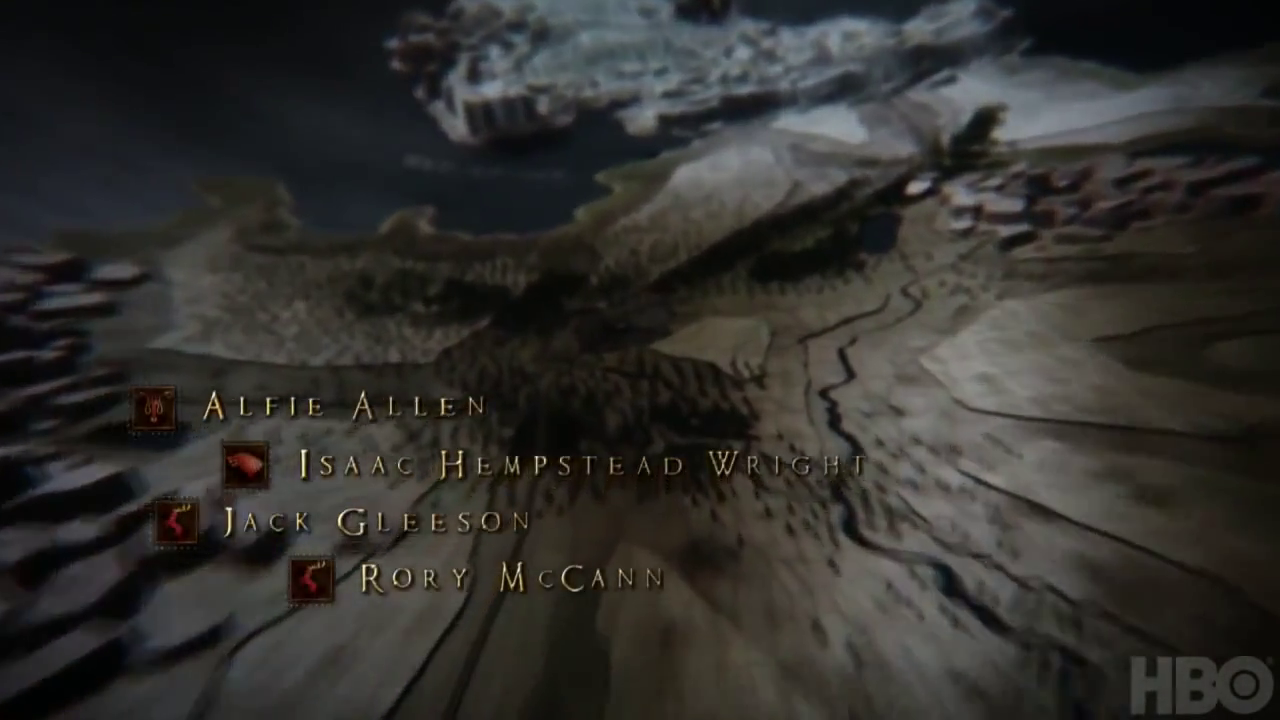 Alfie Allen
Isaac Hempstead Wright
Jack Gleeson
Rory McCann
HBO